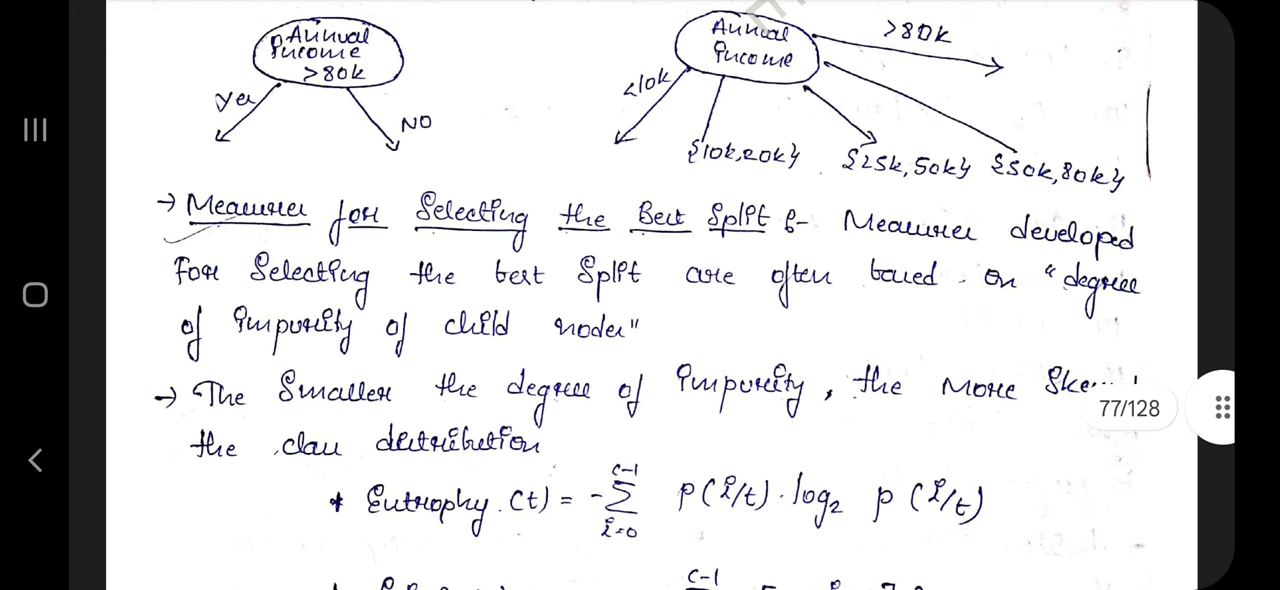 Annual
Income
>80k
Yes
NO
Annual
Income
>80k
<10k
{10k,20k}
{25k,50k}
{50k,80k}
→ Measures for Selecting the Best Split :- Measures developed
For Selecting the best Split are often based on "degree
of impurity of child nodes"
→ The Smaller the degree of impurity, the more
the class distribution
77/128
* Entrophy (t) = -∑ p(i/t) . log₂ p(i/t)
c-1
i=0
c-1